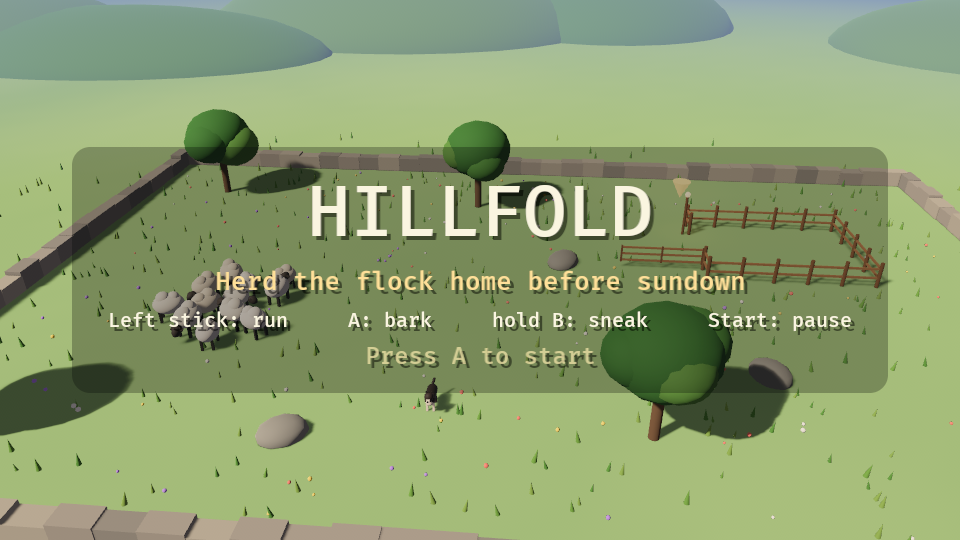 HILLFOLD
Herd the flock home before sundown
Left stick: run A: bark hold B: sneak Start: pause
Press A to start